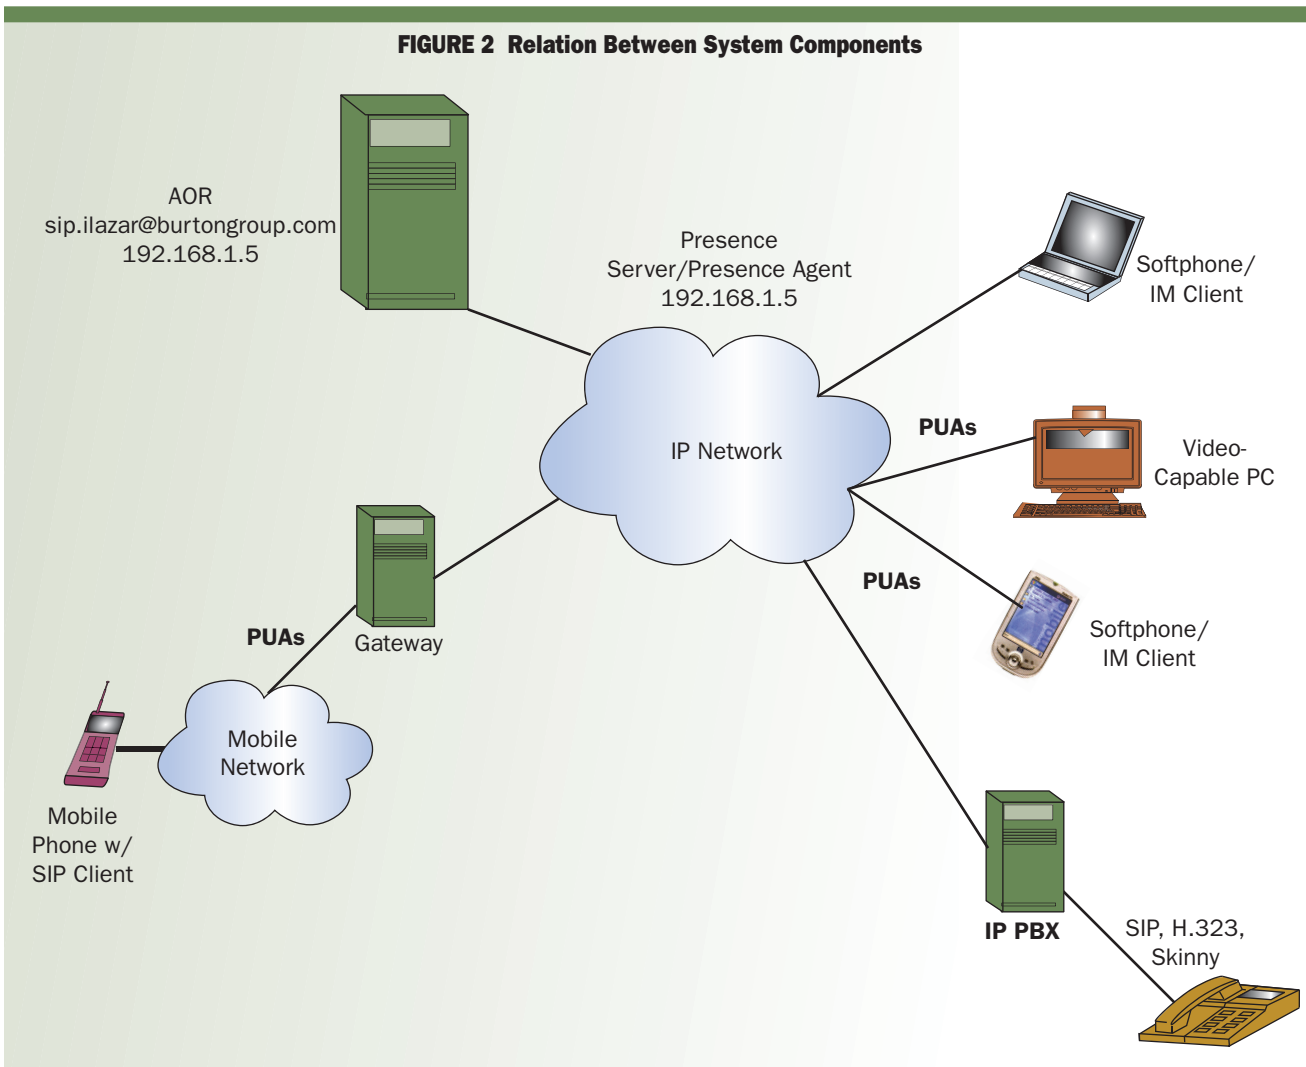 FIGURE 2 Relation Between System Components
AOR
sip.ilazar@burtongroup.com
192.168.1.5
Presence
Server/Presence Agent
192.168.1.5
Softphone/
IM Client
IP Network
PUAs
Video-
Capable PC
PUAs
Softphone/
IM Client
PUAs
Gateway
Mobile
Network
Mobile
Phone w/
SIP Client
IP PBX
SIP, H.323,
Skinny